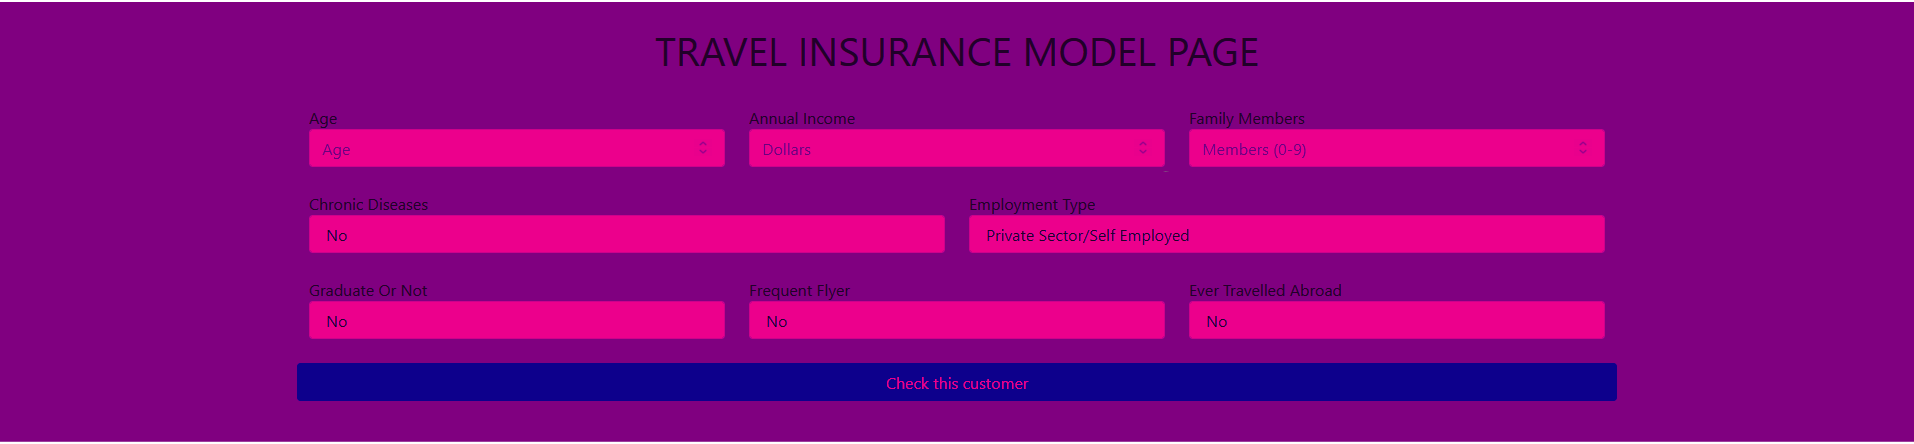 TRAVEL INSURANCE MODEL PAGE
Age Annual Income Family Members
Age Dollars Members (0-9)
Chronic Diseases Employment Type
No Private Sector/Self Employed
Graduate Or Not Frequent Flyer Ever Travelled Abroad
No No No
Check this customer